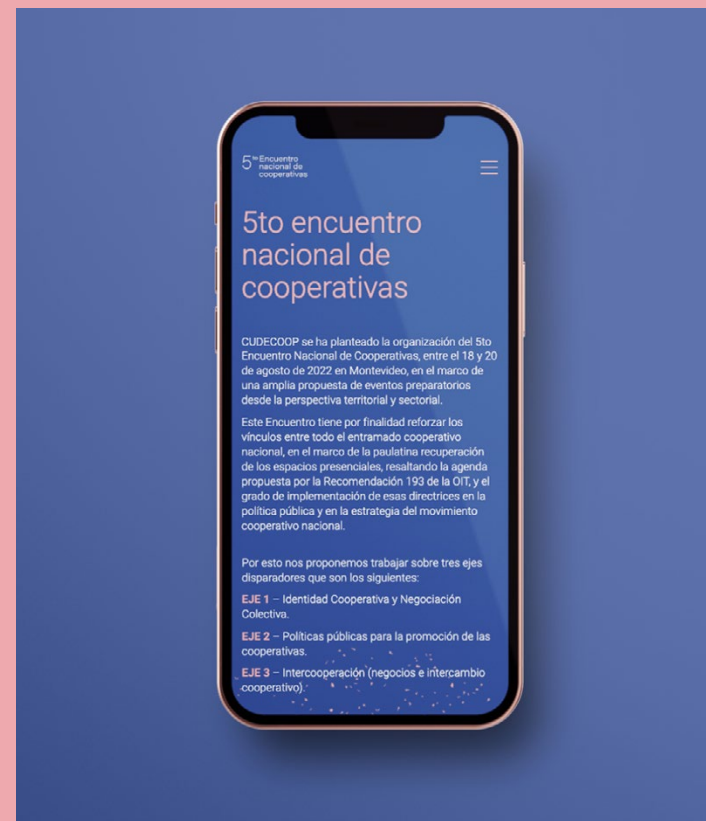 5to Encuentro
nacional de
cooperativas
5to encuentro
nacional de
cooperativas
CUDECOOP se ha planteado la organización del 5to
Encuentro Nacional de Cooperativas, entre el 18 y 20
de agosto de 2022 en Montevideo, en el marco de
una amplia propuesta de eventos preparatorios
desde la perspectiva territorial y sectorial.
Este Encuentro tiene por finalidad reforzar los
vínculos entre todo el entramado cooperativo
nacional, en el marco de la paulatina recuperación
de los espacios presenciales, resaltando la agenda
propuesta por la Recomendación 193 de la OIT, y el
grado de implementación de esas directrices en la
política pública y en la estrategia del movimiento
cooperativo nacional.
Por esto nos proponemos trabajar sobre tres ejes
disparadores que son los siguientes:
EJE 1 – Identidad Cooperativa y Negociación
Colectiva.
EJE 2 – Políticas públicas para la promoción de las
cooperativas.
EJE 3 – Intercooperación (negocios e intercambio
cooperativo).